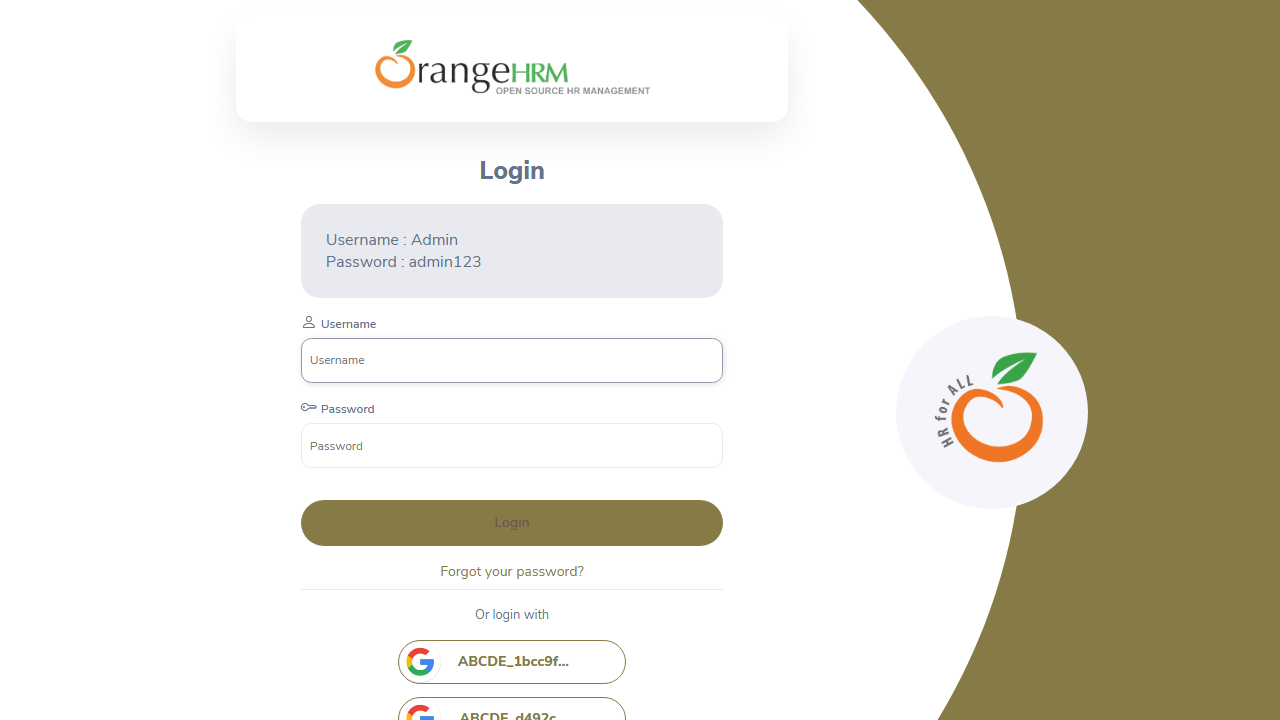 OrangeHRM
OPEN SOURCE HR MANAGEMENT
Login
Username : Admin
Password : admin123
Username
Username
Password
Password
Login
Forgot your password?
Or login with
ABCDE_1bcc9f...
ABCDE_d492c...
HR for ALL